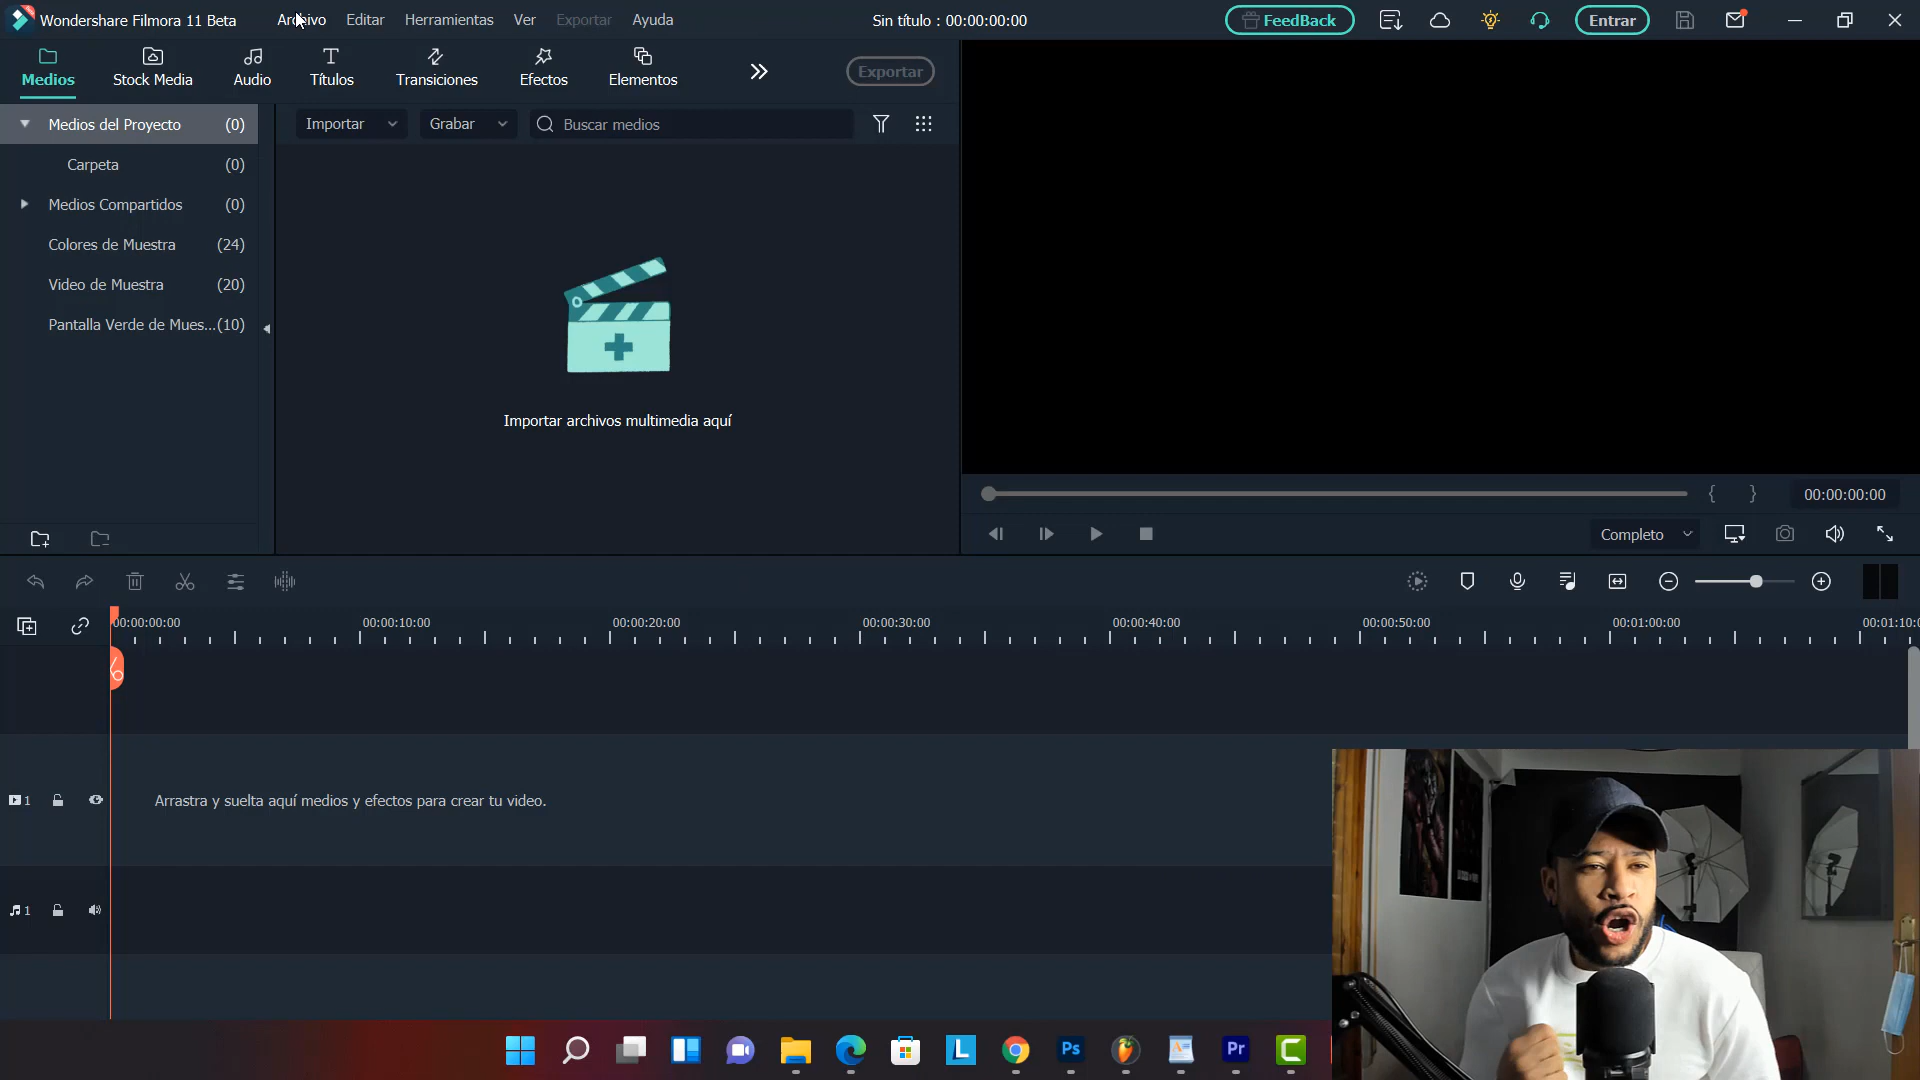 Wondershare Filmora 11 Beta
Archivo Editar Herramientas Ver Exportar Ayuda
Sin título : 00:00:00:00
FeedBack
Entrar
Medios Stock Media Audio Títulos Transiciones Efectos Elementos
Exportar
Medios del Proyecto (0)
Importar Grabar Buscar medios
Carpeta (0)
Medios Compartidos (0)
Colores de Muestra (24)
Video de Muestra (20)
Pantalla Verde de Mues...(10)
Importar archivos multimedia aquí
{ } 00:00:00:00
Completo
00:00:00:00 00:00:10:00 00:00:20:00 00:00:30:00 00:00:40:00 00:00:50:00 00:01:00:00 00:01:10:0
1
Arrastra y suelta aquí medios y efectos para crear tu video.
1
L Ps Pr C